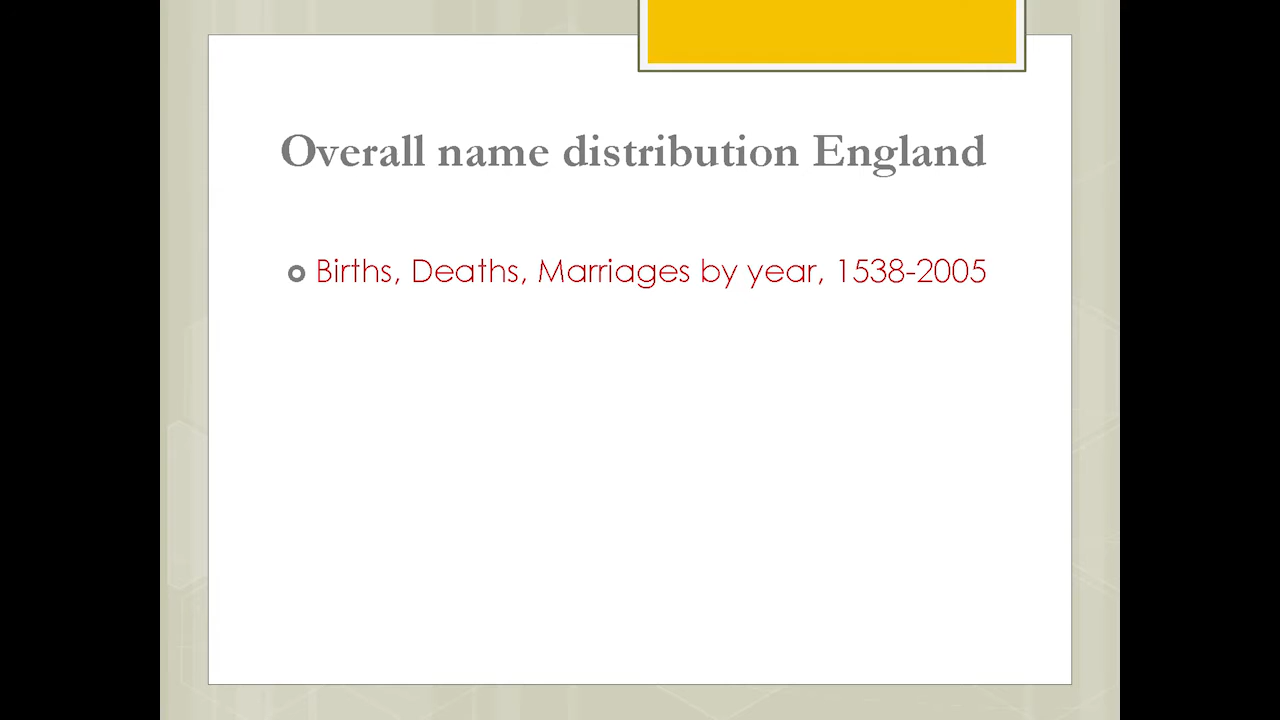 Overall name distribution England
Births, Deaths, Marriages by year, 1538-2005